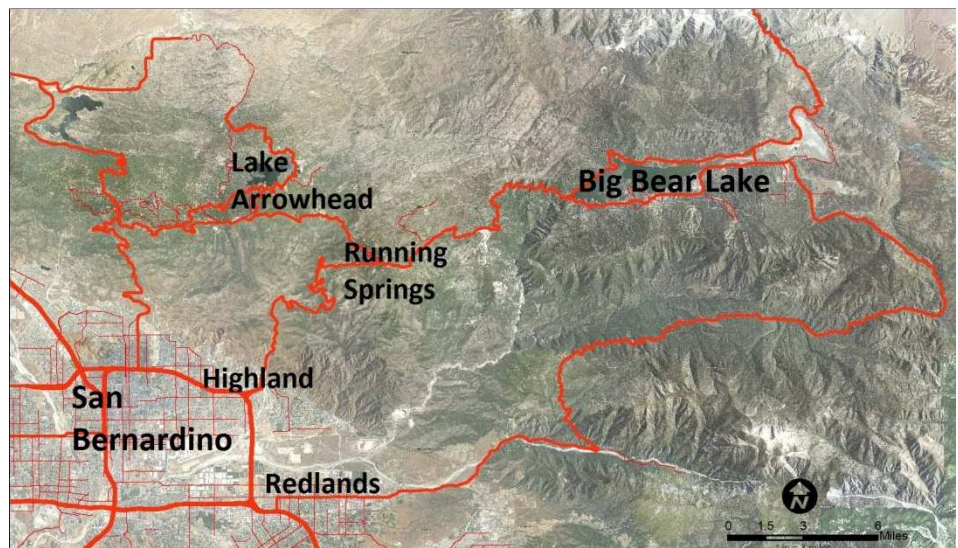 Lake
Arrowhead
Big Bear Lake
Running
Springs
Highland
San
Bernardino
Redlands
N
0 1.5 3 6
Miles